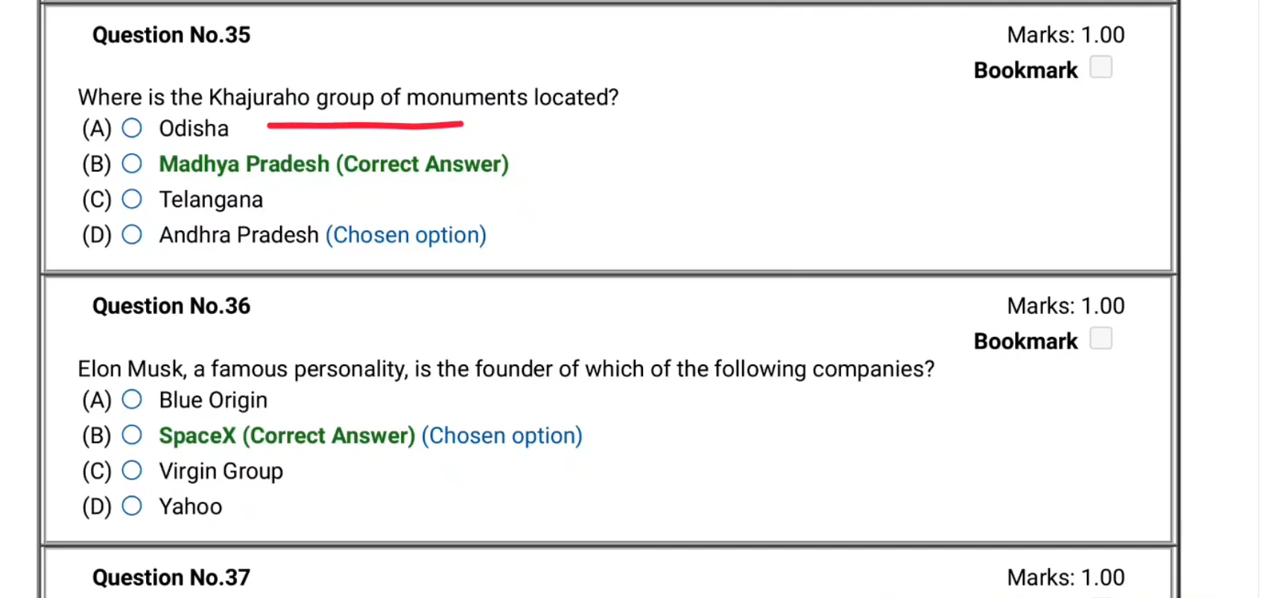 Question No.35
Marks: 1.00
Bookmark
Where is the Khajuraho group of monuments located?
(A) Odisha
(B) Madhya Pradesh (Correct Answer)
(C) Telangana
(D) Andhra Pradesh (Chosen option)
Question No.36
Marks: 1.00
Bookmark
Elon Musk, a famous personality, is the founder of which of the following companies?
(A) Blue Origin
(B) SpaceX (Correct Answer) (Chosen option)
(C) Virgin Group
(D) Yahoo
Question No.37
Marks: 1.00